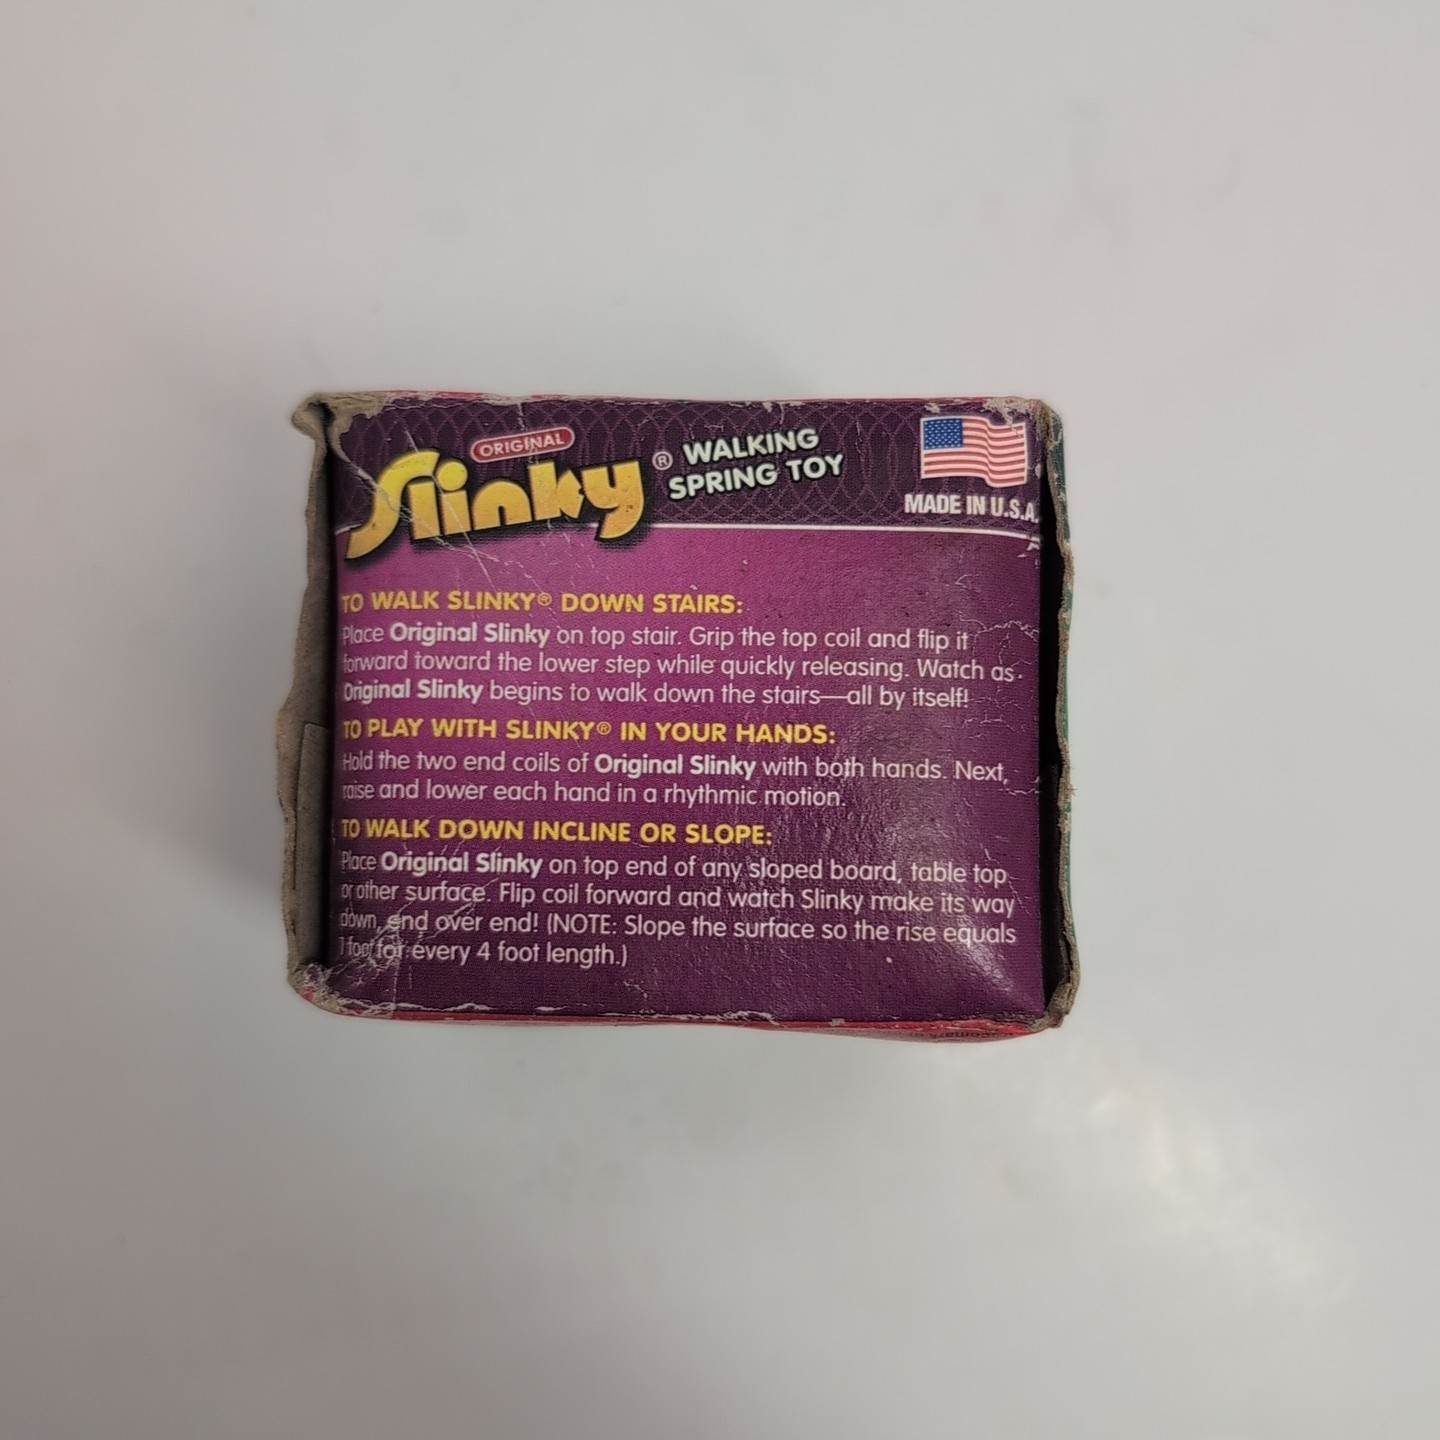 ORIGINAL
Slinky® WALKING
SPRING TOY
MADE IN U.S.A.
TO WALK SLINKY® DOWN STAIRS:
Place Original Slinky on top stair. Grip the top coil and flip it
forward toward the lower step while quickly releasing. Watch as
Original Slinky begins to walk down the stairs—all by itself!
TO PLAY WITH SLINKY® IN YOUR HANDS:
Hold the two end coils of Original Slinky with both hands. Next,
raise and lower each hand in a rhythmic motion.
TO WALK DOWN INCLINE OR SLOPE:
Place Original Slinky on top end of any sloped board, table top
or other surface. Flip coil forward and watch Slinky make its way
down, end over end! (NOTE: Slope the surface so the rise equals
1 foot for every 4 foot length.)